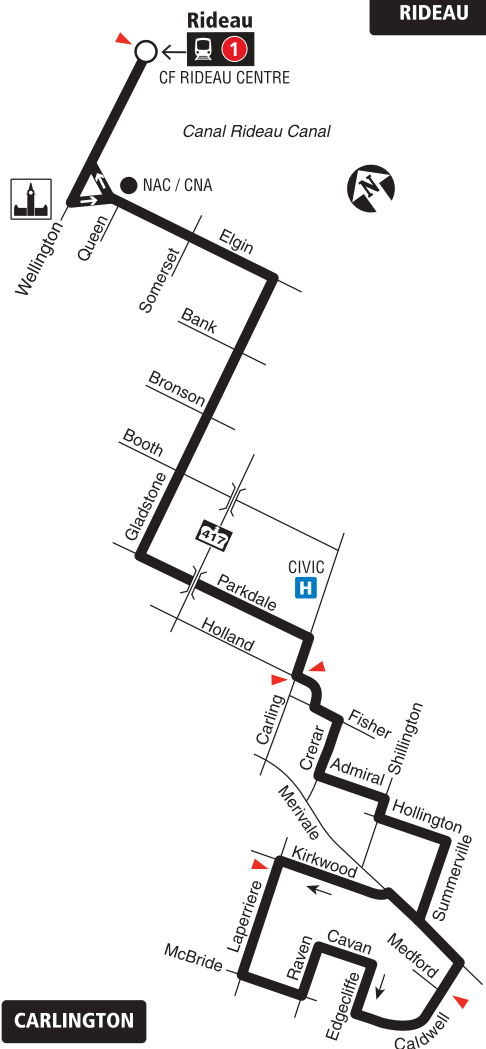 RIDEAU
Rideau
1
CF RIDEAU CENTRE
Canal Rideau Canal
N
NAC / CNA
Wellington
Queen
Somerset
Elgin
Bank
Bronson
Booth
Gladstone
417
CIVIC
H
Parkdale
Holland
Carling
Fisher
Crerar
Shillington
Admiral
Merivale
Hollington
Summerville
Kirkwood
Laperriere
McBride
Raven
Cavan
Edgecliffe
Medford
Caldwell
CARLINGTON